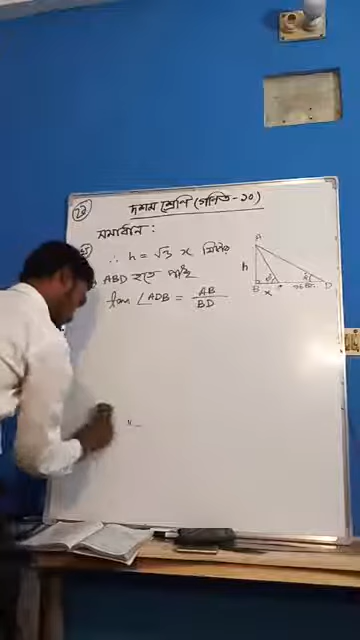 দশম শ্রেণি (গণিত-১০)
সমাধান:
∴ h = √3 x মিটার
ABD হতে পাই
tan ∠ADB = AB / BD
A
h
B x D